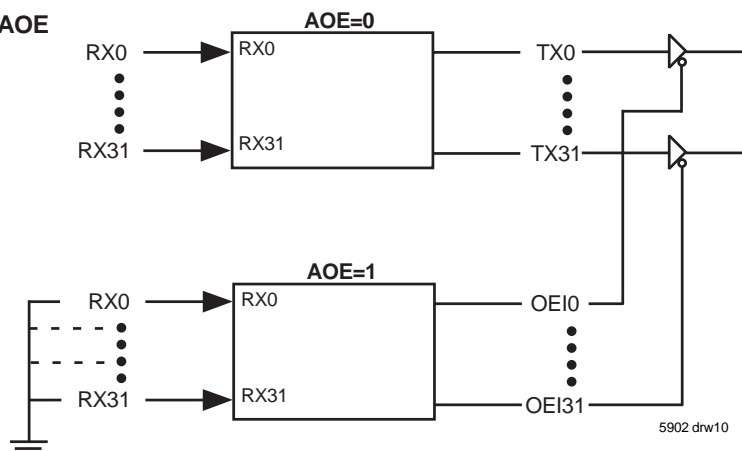 AOE
AOE=0
RX0 RX0 TX0
RX31 RX31 TX31
AOE=1
RX0 RX0 OEI0
RX31 RX31 OEI31
5902 drw10